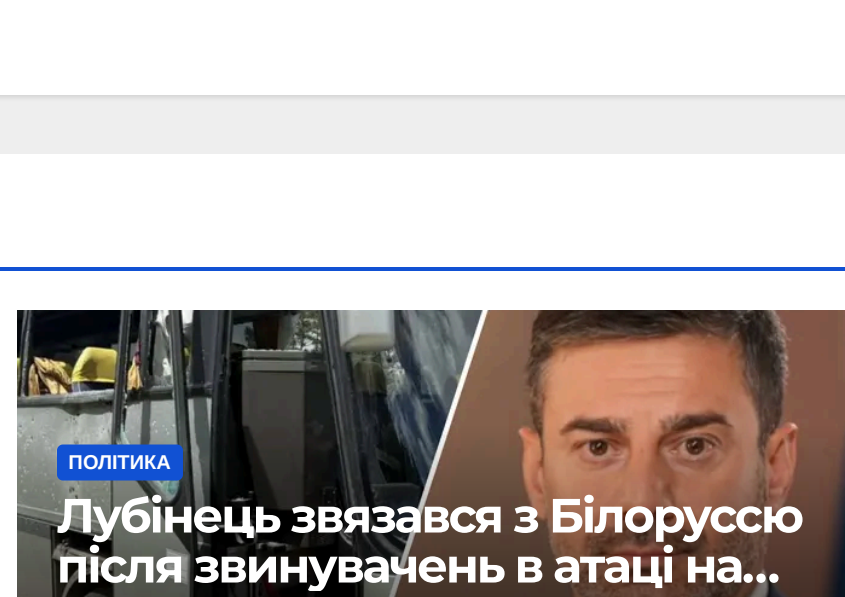 ПОЛІТИКА
Лубінець звязався з Білоруссю
після звинувачень в атаці на...